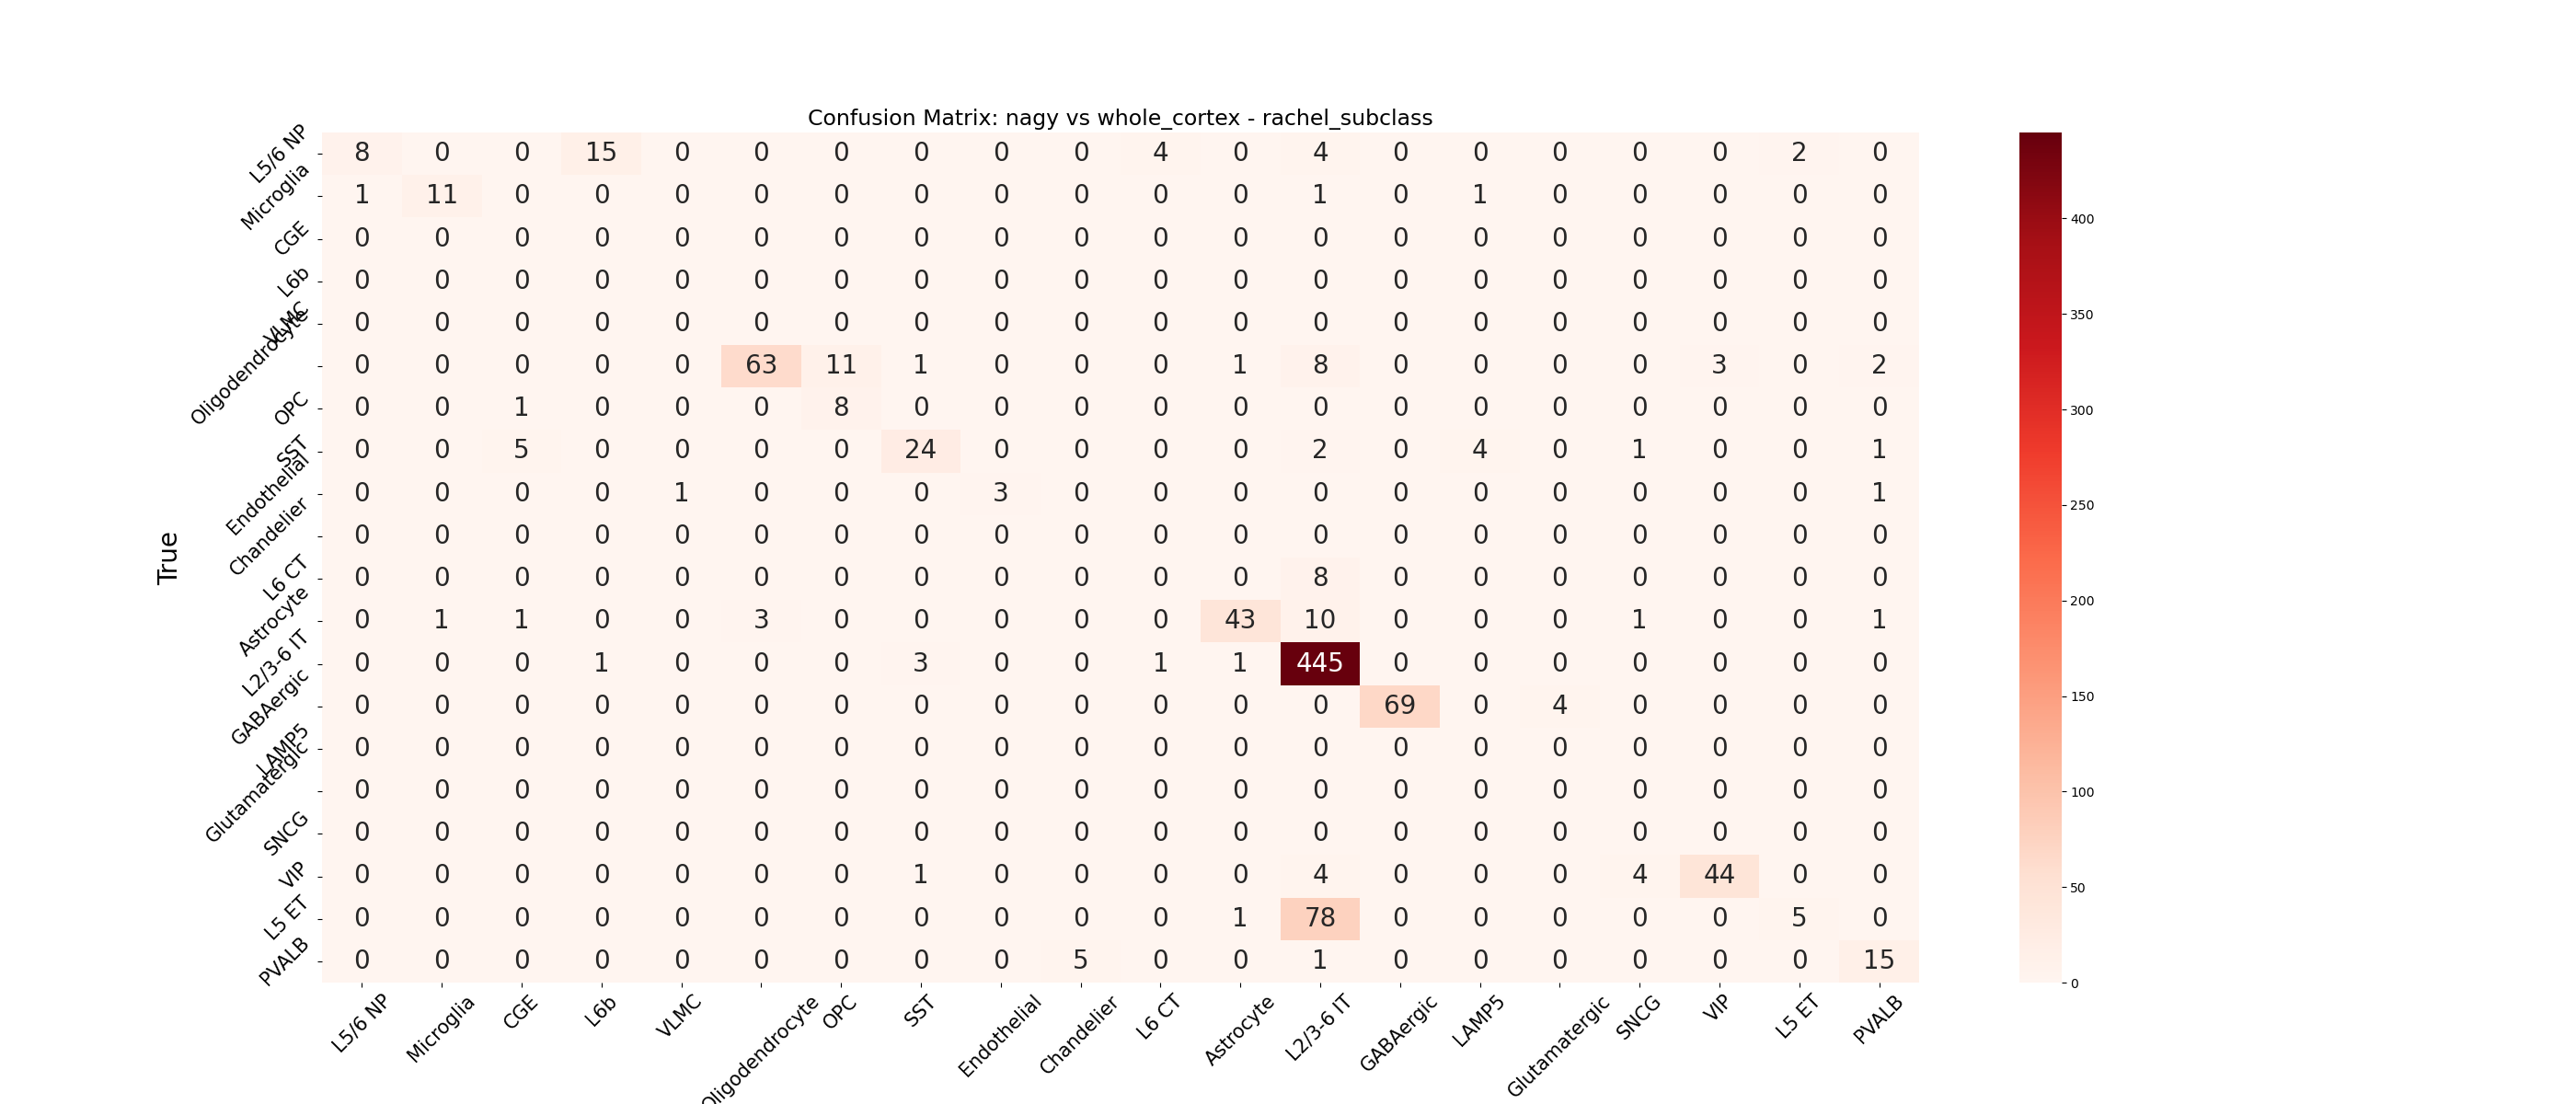 Confusion Matrix: nagy vs whole_cortex - rachel_subclass
True
L5/6 NP 8 0 0 15 0 0 0 0 0 0 4 0 4 0 0 0 0 0 2 0
Microglia 1 11 0 0 0 0 0 0 0 0 0 0 1 0 1 0 0 0 0 0
CGE 0 0 0 0 0 0 0 0 0 0 0 0 0 0 0 0 0 0 0 0
L6b 0 0 0 0 0 0 0 0 0 0 0 0 0 0 0 0 0 0 0 0
VLMC 0 0 0 0 0 0 0 0 0 0 0 0 0 0 0 0 0 0 0 0
Oligodendrocyte 0 0 0 0 0 63 11 1 0 0 0 1 8 0 0 0 0 3 0 2
OPC 0 0 1 0 0 0 8 0 0 0 0 0 0 0 0 0 0 0 0 0
SST 0 0 5 0 0 0 0 24 0 0 0 0 2 0 4 0 1 0 0 1
Endothelial 0 0 0 0 1 0 0 0 3 0 0 0 0 0 0 0 0 0 0 1
Chandelier 0 0 0 0 0 0 0 0 0 0 0 0 0 0 0 0 0 0 0 0
L6 CT 0 0 0 0 0 0 0 0 0 0 0 0 8 0 0 0 0 0 0 0
Astrocyte 0 1 1 0 0 3 0 0 0 0 0 43 10 0 0 0 1 0 0 1
L2/3-6 IT 0 0 0 1 0 0 0 3 0 0 1 1 445 0 0 0 0 0 0 0
GABAergic 0 0 0 0 0 0 0 0 0 0 0 0 0 69 0 4 0 0 0 0
LAMP5 0 0 0 0 0 0 0 0 0 0 0 0 0 0 0 0 0 0 0 0
Glutamatergic 0 0 0 0 0 0 0 0 0 0 0 0 0 0 0 0 0 0 0 0
SNCG 0 0 0 0 0 0 0 0 0 0 0 0 0 0 0 0 0 0 0 0
VIP 0 0 0 0 0 0 0 1 0 0 0 0 4 0 0 0 4 44 0 0
L5 ET 0 0 0 0 0 0 0 0 0 0 0 1 78 0 0 0 0 0 5 0
PVALB 0 0 0 0 0 0 0 0 0 5 0 0 1 0 0 0 0 0 0 15
L5/6 NP Microglia CGE L6b VLMC Oligodendrocyte OPC SST Endothelial Chandelier L6 CT Astrocyte L2/3-6 IT GABAergic LAMP5 Glutamatergic SNCG VIP L5 ET PVALB
400
350
300
250
200
150
100
50
0